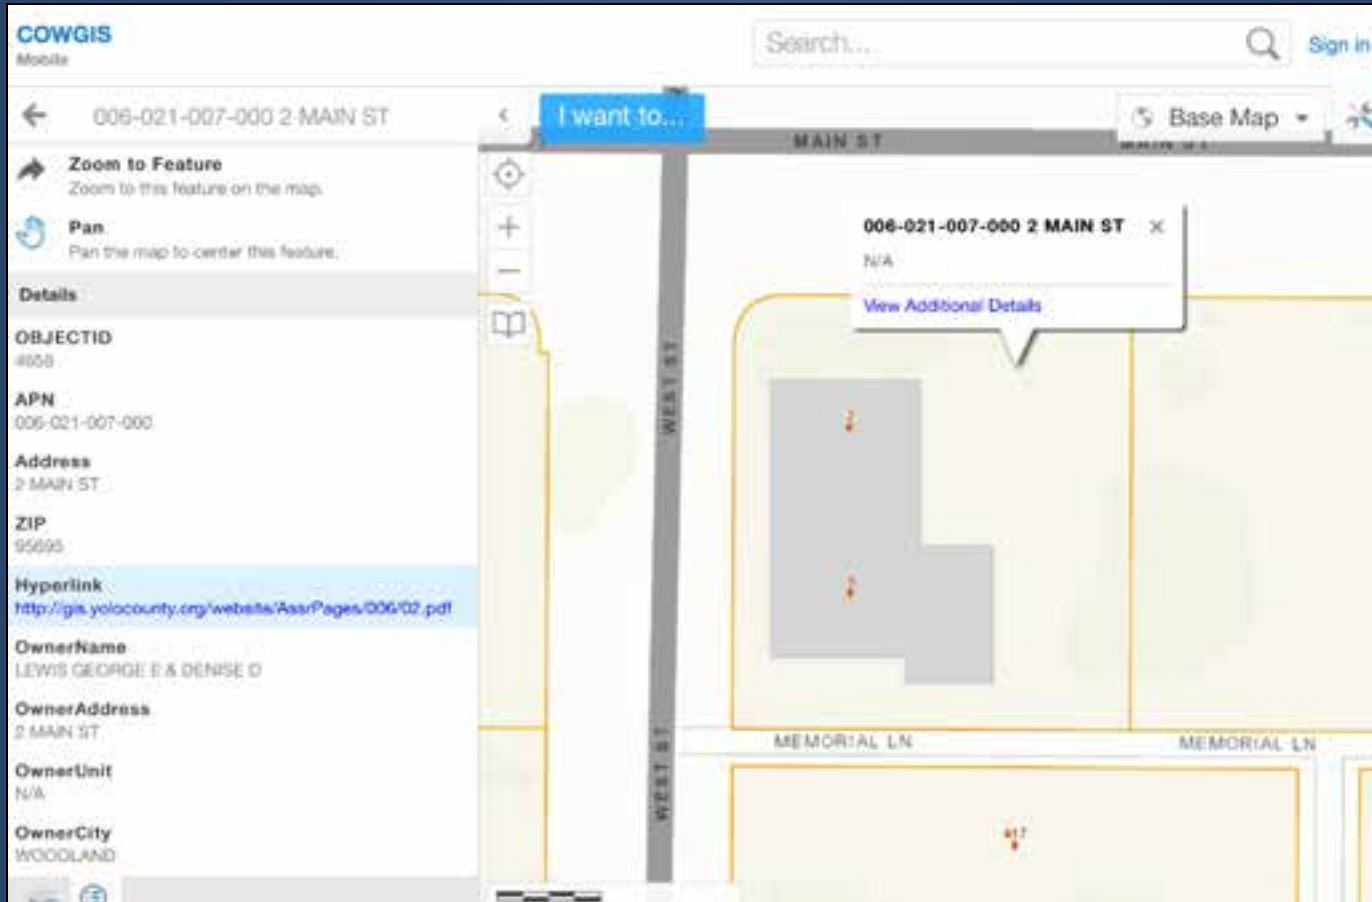 COWGIS
Mobile
Search...
Sign in
006-021-007-000 2 MAIN ST
I want to...
Base Map
Zoom to Feature
Zoom to this feature on the map.
Pan
Pan the map to center this feature.
Details
OBJECTID
4658
APN
006-021-007-000
Address
2 MAIN ST
ZIP
95695
Hyperlink
http://gis.yolocounty.org/website/AssrPages/006/02.pdf
OwnerName
LEWIS GEORGE E & DENISE D
OwnerAddress
2 MAIN ST
OwnerUnit
N/A
OwnerCity
WOODLAND
MAIN ST
MAIN ST
006-021-007-000 2 MAIN ST
N/A
View Additional Details
WEST ST
2
MEMORIAL LN
MEMORIAL LN
WEST ST
417